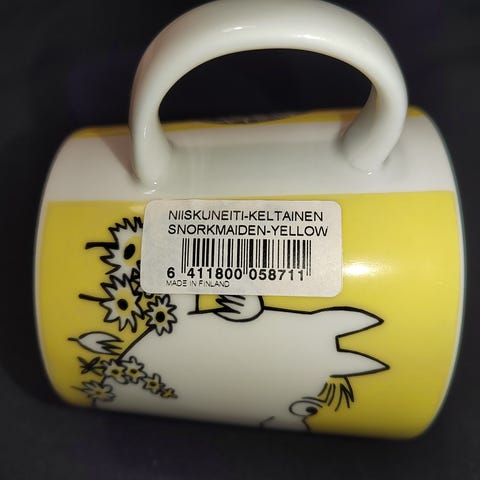 NIISKUNEITI-KELTAINEN
SNORKMAIDEN-YELLOW
6 411800 058711
MADE IN FINLAND